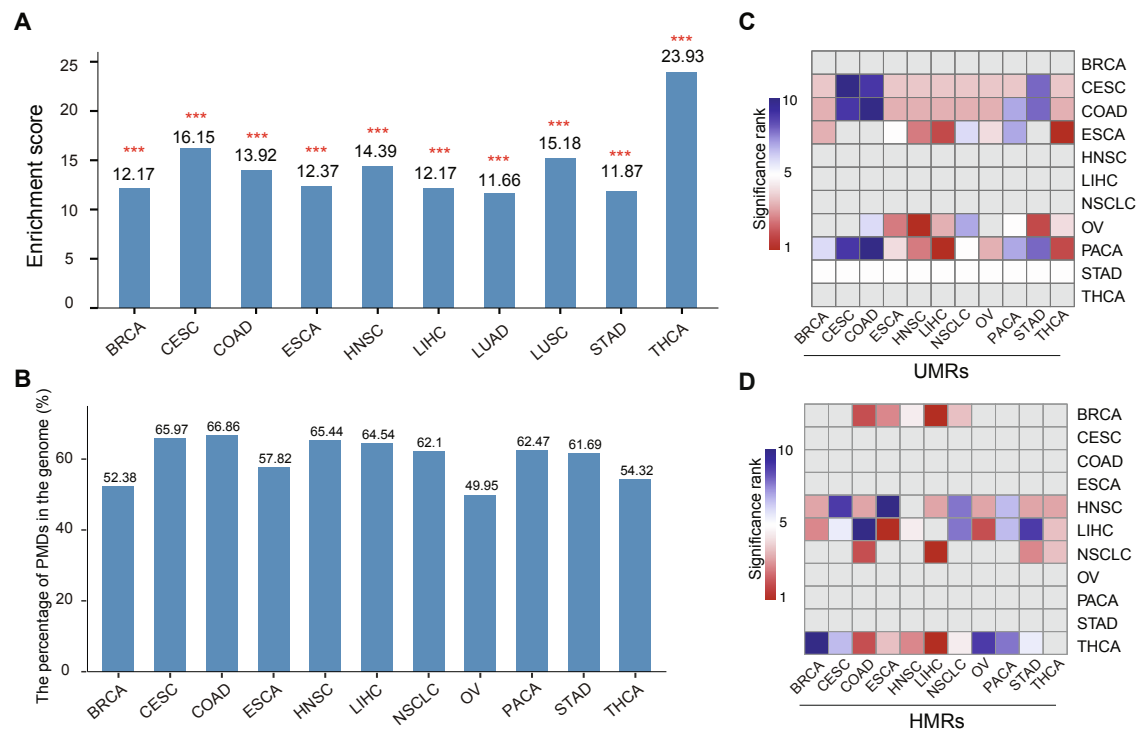 A
Enrichment score
25
20
15
10
5
0
***
12.17
***
16.15
***
13.92
***
12.37
***
14.39
***
12.17
***
11.66
***
15.18
***
11.87
***
23.93
BRCA
CESC
COAD
ESCA
HNSC
LIHC
LUAD
LUSC
STAD
THCA
B
The percentage of PMDs in the genome (%)
60
40
20
0
52.38
65.97
66.86
57.82
65.44
64.54
62.1
49.95
62.47
61.69
54.32
BRCA
CESC
COAD
ESCA
HNSC
LIHC
NSCLC
OV
PACA
STAD
THCA
C
Significance rank
10
5
1
BRCA
CESC
COAD
ESCA
HNSC
LIHC
NSCLC
OV
PACA
STAD
THCA
BRCA
CESC
COAD
ESCA
HNSC
LIHC
NSCLC
OV
PACA
STAD
THCA
UMRs
D
Significance rank
10
5
1
BRCA
CESC
COAD
ESCA
HNSC
LIHC
NSCLC
OV
PACA
STAD
THCA
BRCA
CESC
COAD
ESCA
HNSC
LIHC
NSCLC
OV
PACA
STAD
THCA
HMRs